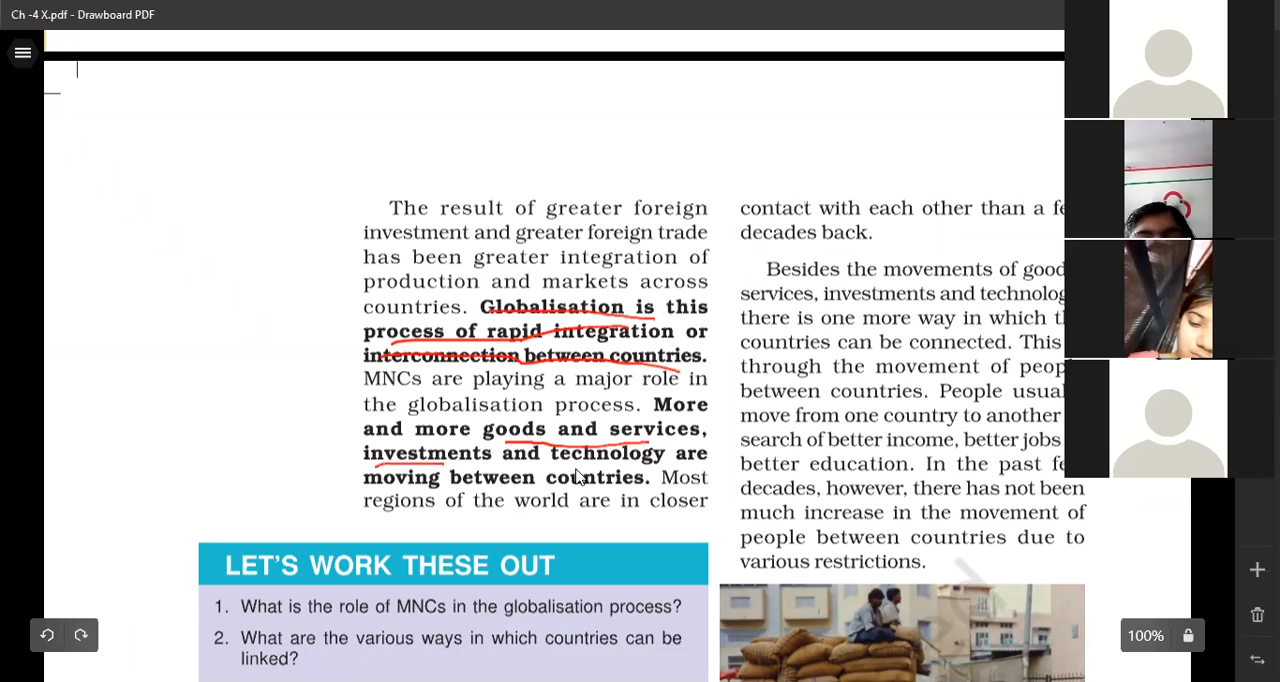 Ch -4 X.pdf - Drawboard PDF
The result of greater foreign
investment and greater foreign trade
has been greater integration of
production and markets across
countries. Globalisation is this
process of rapid integration or
interconnection between countries.
MNCs are playing a major role in
the globalisation process. More
and more goods and services,
investments and technology are
moving between countries. Most
regions of the world are in closer
LET'S WORK THESE OUT
1. What is the role of MNCs in the globalisation process?
2. What are the various ways in which countries can be
linked?
contact with each other than a
decades back.
Besides the movements of
services, investments and
there is one more way in which
countries can be connected. This
through the movement of
between countries. People
move from one country to another
search of better income, better jobs
better education. In the past
decades, however, there has not been
much increase in the movement of
people between countries due to
various restrictions.
100%